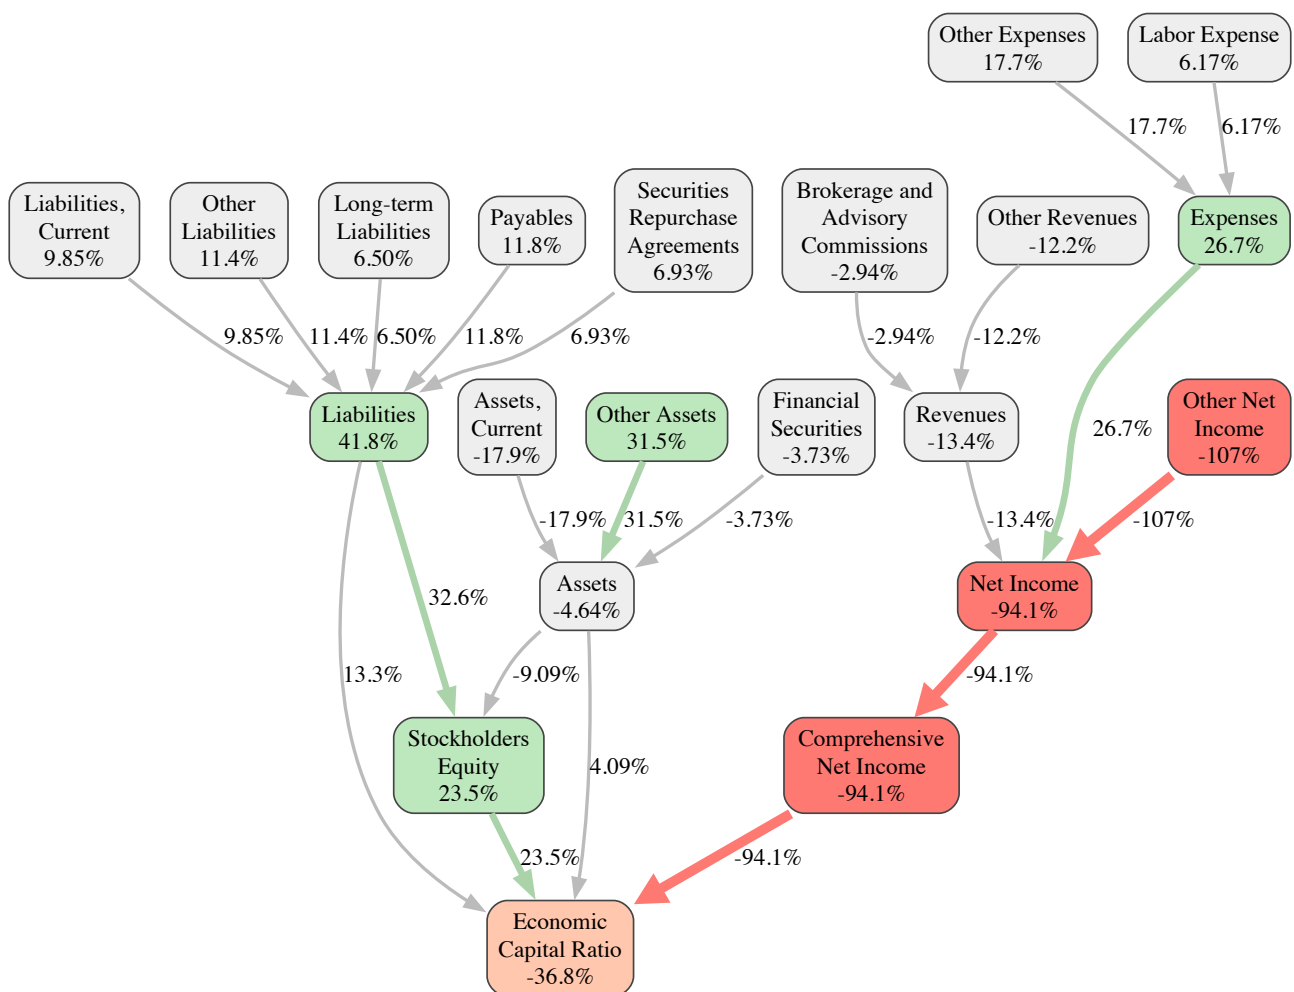 Other Expenses
17.7%
Labor Expense
6.17%
17.7%
6.17%
Liabilities,
Current
9.85%
Other
Liabilities
11.4%
Long-term
Liabilities
6.50%
Payables
11.8%
Securities
Repurchase
Agreements
6.93%
Brokerage and
Advisory
Commissions
-2.94%
Other Revenues
-12.2%
Expenses
26.7%
9.85%
11.4%
6.50%
11.8%
6.93%
-2.94%
-12.2%
Liabilities
41.8%
Assets,
Current
-17.9%
Other Assets
31.5%
Financial
Securities
-3.73%
Revenues
-13.4%
26.7%
Other Net
Income
-107%
-17.9%
31.5%
-3.73%
-13.4%
-107%
32.6%
Assets
-4.64%
Net Income
-94.1%
13.3%
-9.09%
-94.1%
Stockholders
Equity
23.5%
4.09%
Comprehensive
Net Income
-94.1%
23.5%
-94.1%
Economic
Capital Ratio
-36.8%